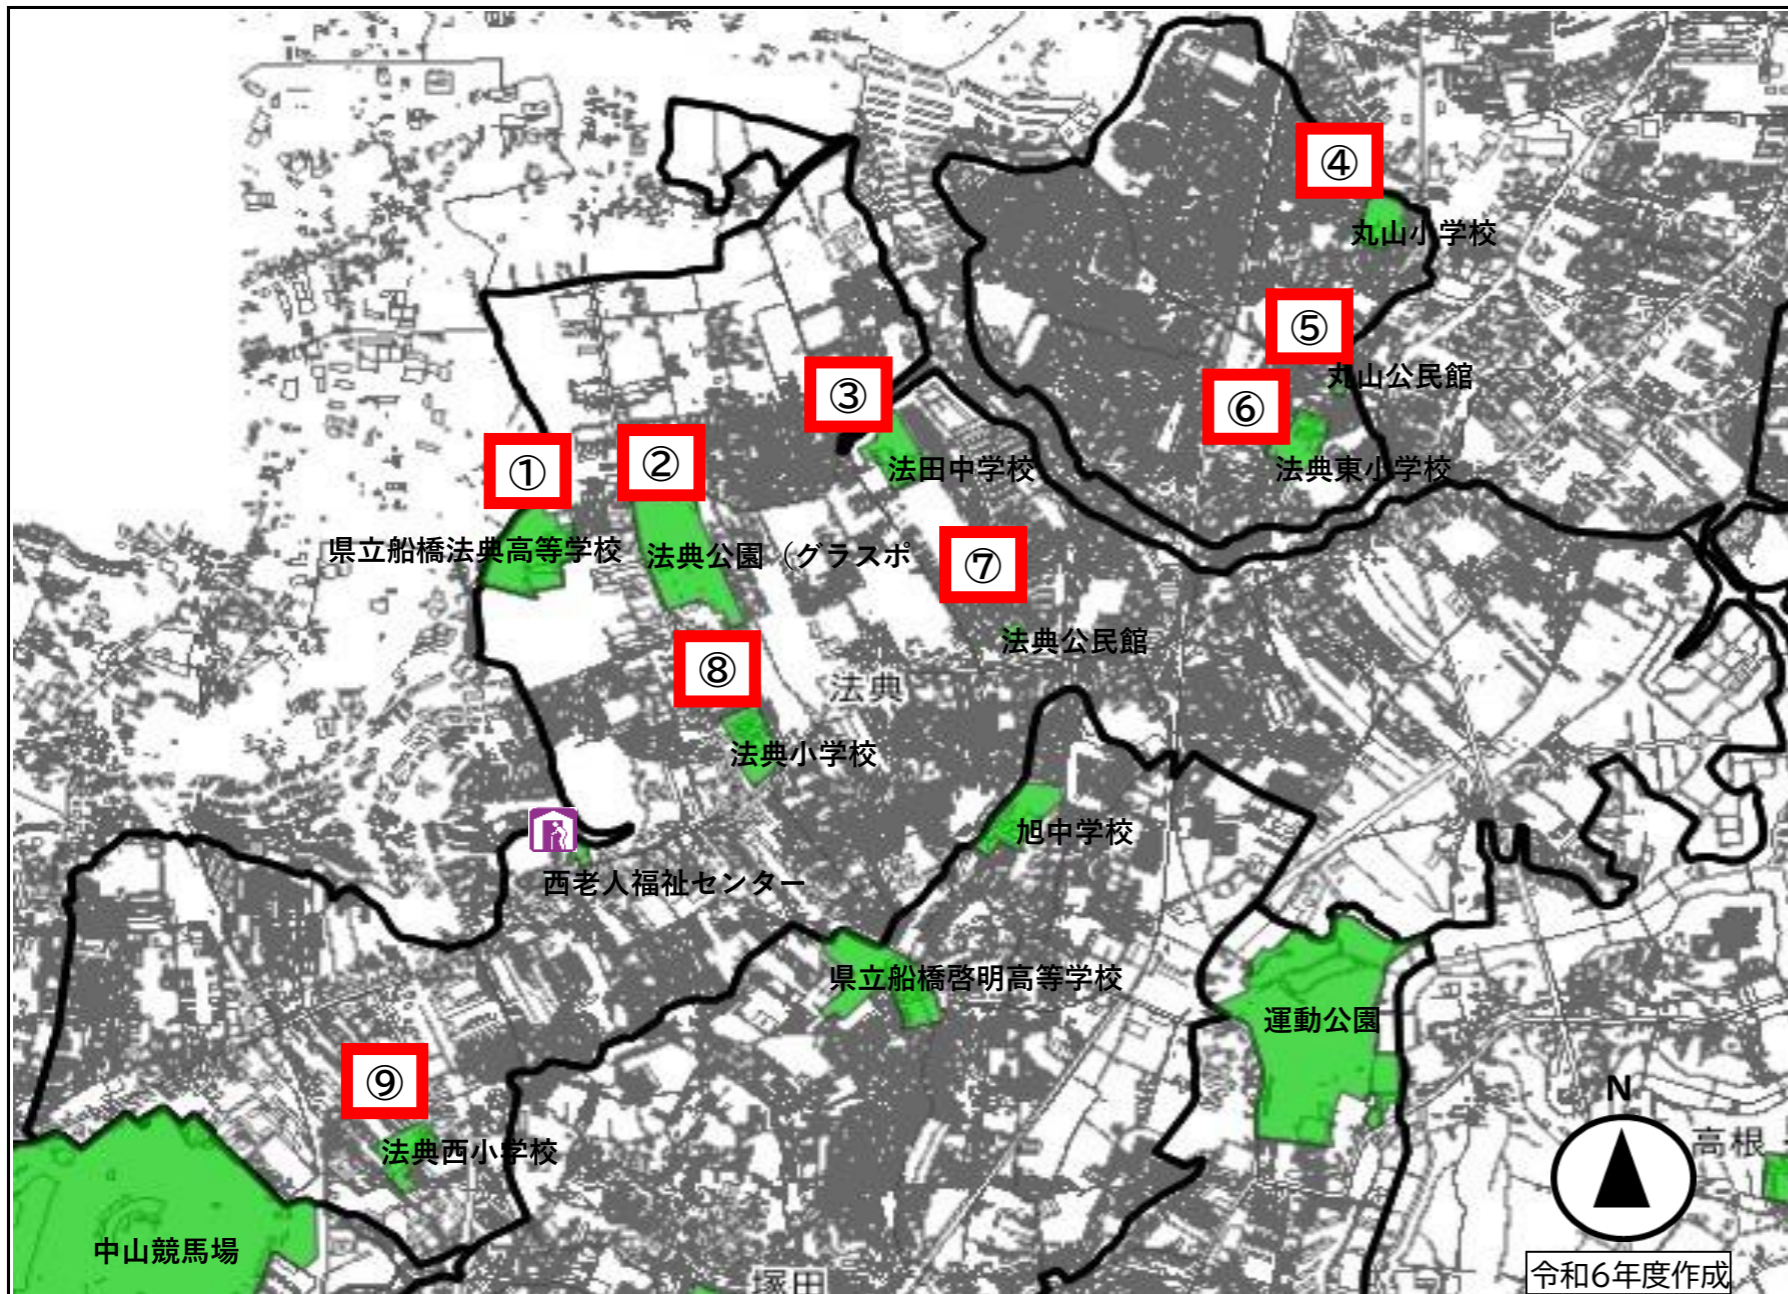 ④
丸山小学校
⑤
丸山公民館
③
⑥
①
②
法田中学校
法典東小学校
県立船橋法典高等学校
法典公園（グラスポ
⑦
法典公民館
⑧
法典
法典小学校
旭中学校
西老人福祉センター
県立船橋啓明高等学校
運動公園
⑨
N
法典西小学校
高根
中山競馬場
塚田
令和6年度作成